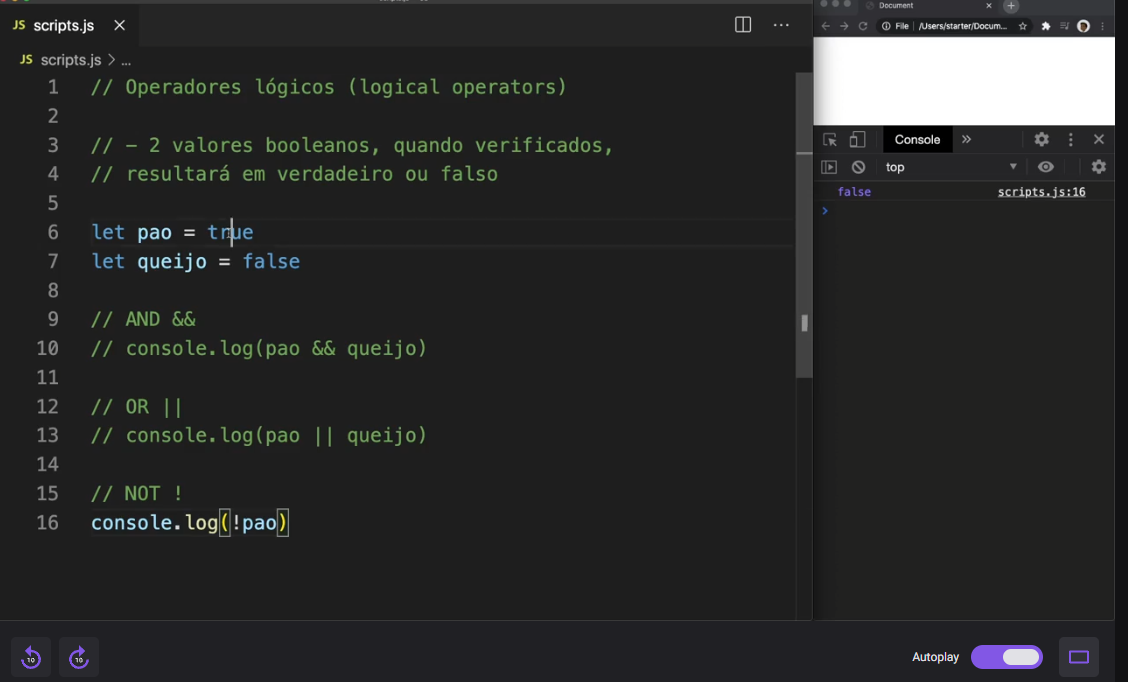 JS scripts.js
JS scripts.js > ...
1 // Operadores lógicos (logical operators)
2
3 // - 2 valores booleanos, quando verificados,
4 // resultará em verdadeiro ou falso
5
6 let pao = true
7 let queijo = false
8
9 // AND &&
10 // console.log(pao && queijo)
11
12 // OR ||
13 // console.log(pao || queijo)
14
15 // NOT !
16 console.log(!pao)
Document
File | /Users/starter/Docum...
Console
top
false scripts.js:16
10
10
Autoplay